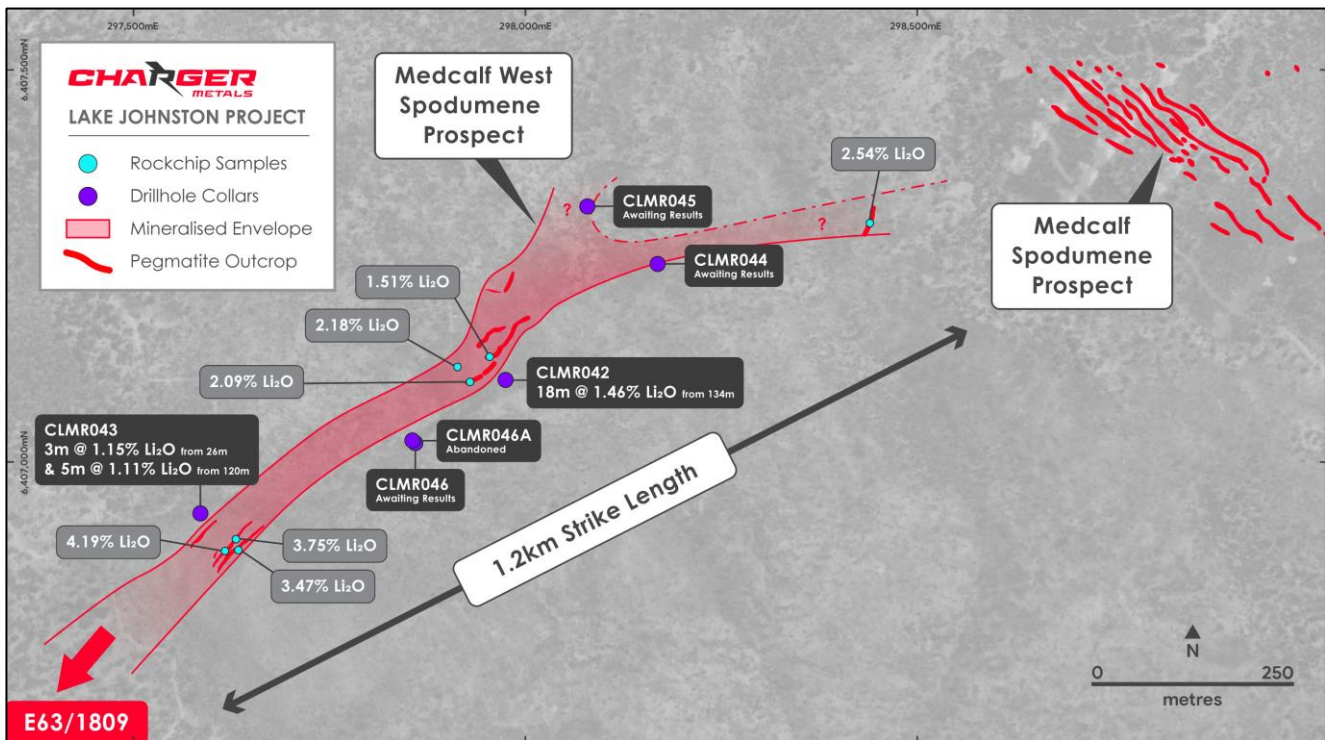 297,500mE
298,000mE
298,500mE
6,407,500mN
6,407,000mN
CHARGER
METALS
LAKE JOHNSTON PROJECT
Rockchip Samples
Drillhole Collars
Mineralised Envelope
Pegmatite Outcrop
Medcalf West
Spodumene
Prospect
2.54% Li₂O
CLMR045
Awaiting Results
?
?
CLMR044
Awaiting Results
Medcalf
Spodumene
Prospect
1.51% Li₂O
2.18% Li₂O
2.09% Li₂O
CLMR042
18m @ 1.46% Li₂O from 134m
CLMR043
3m @ 1.15% Li₂O from 26m
& 5m @ 1.11% Li₂O from 120m
CLMR046A
Abandoned
CLMR046
Awaiting Results
4.19% Li₂O
3.75% Li₂O
3.47% Li₂O
1.2km Strike Length
E63/1809
N
0 250
metres